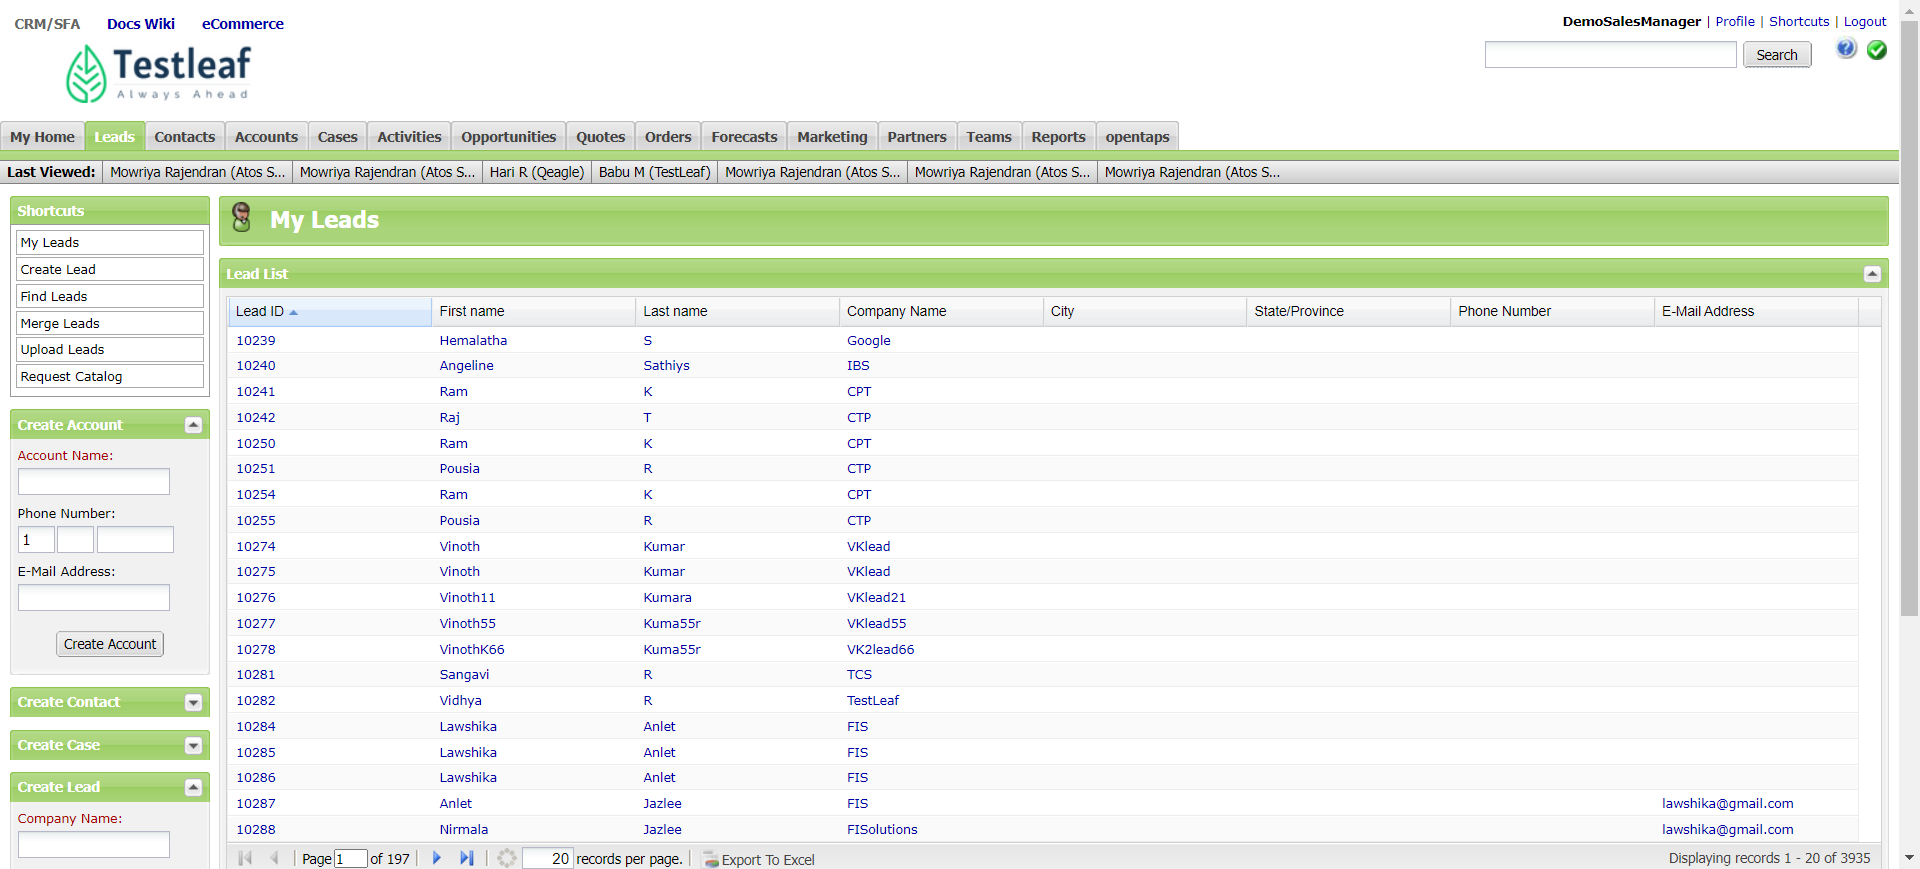 CRM/SFA Docs Wiki eCommerce
DemoSalesManager | Profile | Shortcuts | Logout
Testleaf
Always Ahead
Search
My Home Leads Contacts Accounts Cases Activities Opportunities Quotes Orders Forecasts Marketing Partners Teams Reports opentaps
Last Viewed: Mowriya Rajendran (Atos S... Mowriya Rajendran (Atos S... Hari R (Qeagle) Babu M (TestLeaf) Mowriya Rajendran (Atos S... Mowriya Rajendran (Atos S... Mowriya Rajendran (Atos S...
Shortcuts
My Leads
Create Lead
Find Leads
Merge Leads
Upload Leads
Request Catalog
Create Account
Account Name:
Phone Number:
1
E-Mail Address:
Create Account
Create Contact
Create Case
Create Lead
Company Name:
My Leads
Lead List
Lead ID First name Last name Company Name City State/Province Phone Number E-Mail Address
10239 Hemalatha S Google
10240 Angeline Sathiys IBS
10241 Ram K CPT
10242 Raj T CTP
10250 Ram K CPT
10251 Pousia R CTP
10254 Ram K CPT
10255 Pousia R CTP
10274 Vinoth Kumar VKlead
10275 Vinoth Kumar VKlead
10276 Vinoth11 Kumara VKlead21
10277 Vinoth55 Kuma55r VKlead55
10278 VinothK66 Kuma55r VK2lead66
10281 Sangavi R TCS
10282 Vidhya R TestLeaf
10284 Lawshika Anlet FIS
10285 Lawshika Anlet FIS
10286 Lawshika Anlet FIS
10287 Anlet Jazlee FIS lawshika@gmail.com
10288 Nirmala Jazlee FISolutions lawshika@gmail.com
Page 1 of 197 20 records per page. Export To Excel Displaying records 1 - 20 of 3935